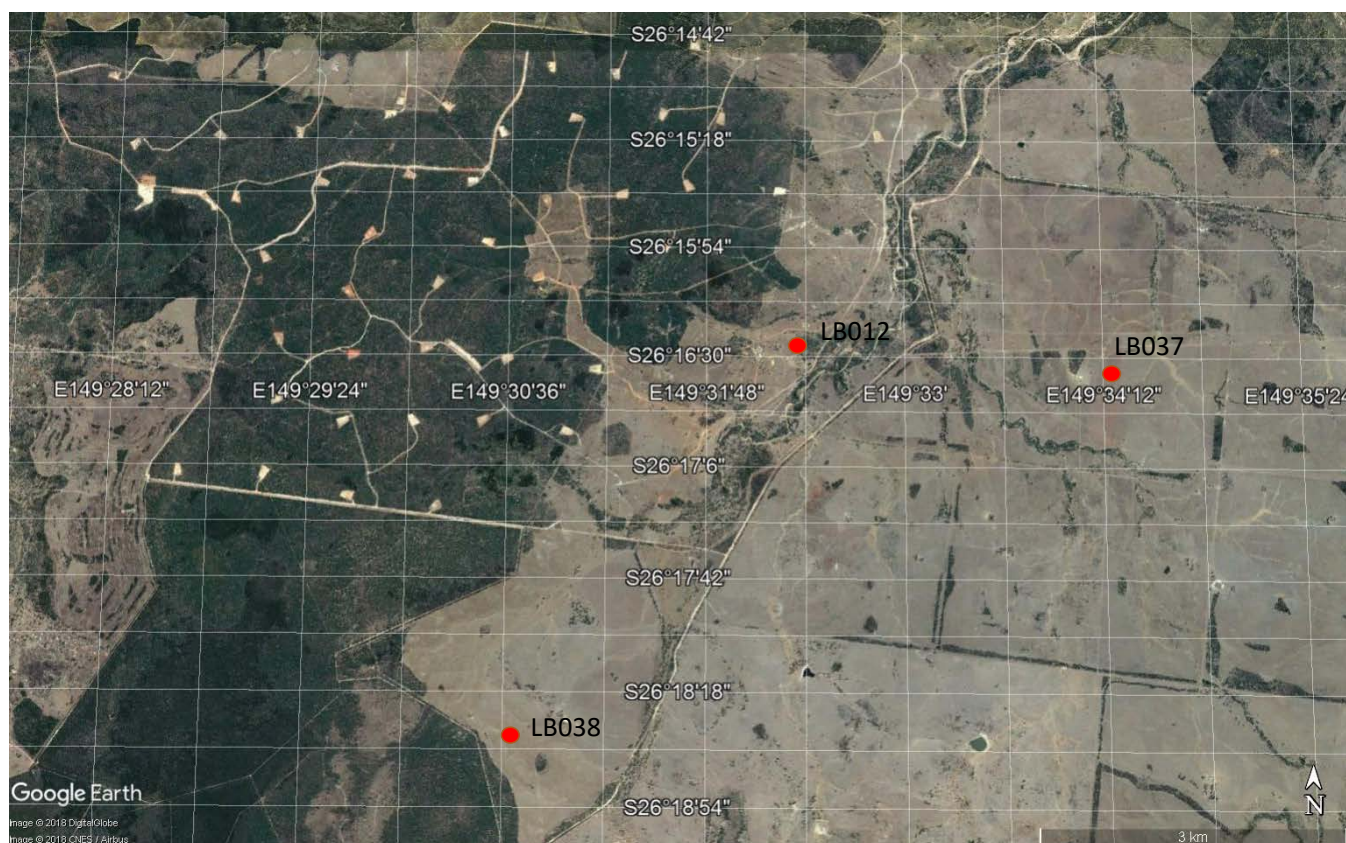 S26°14'42"
S26°15'18"
S26°15'54"
LB012
S26°16'30"
LB037
E149°28'12"
E149°29'24"
E149°30'36"
E149°31'48"
E149°33'
E149°34'12"
E149°35'24
S26°17'6"
S26°17'42"
S26°18'18"
LB038
Google Earth
S26°18'54"
N
Image © 2018 DigitalGlobe
Image © 2018 CNES / Airbus
3 km